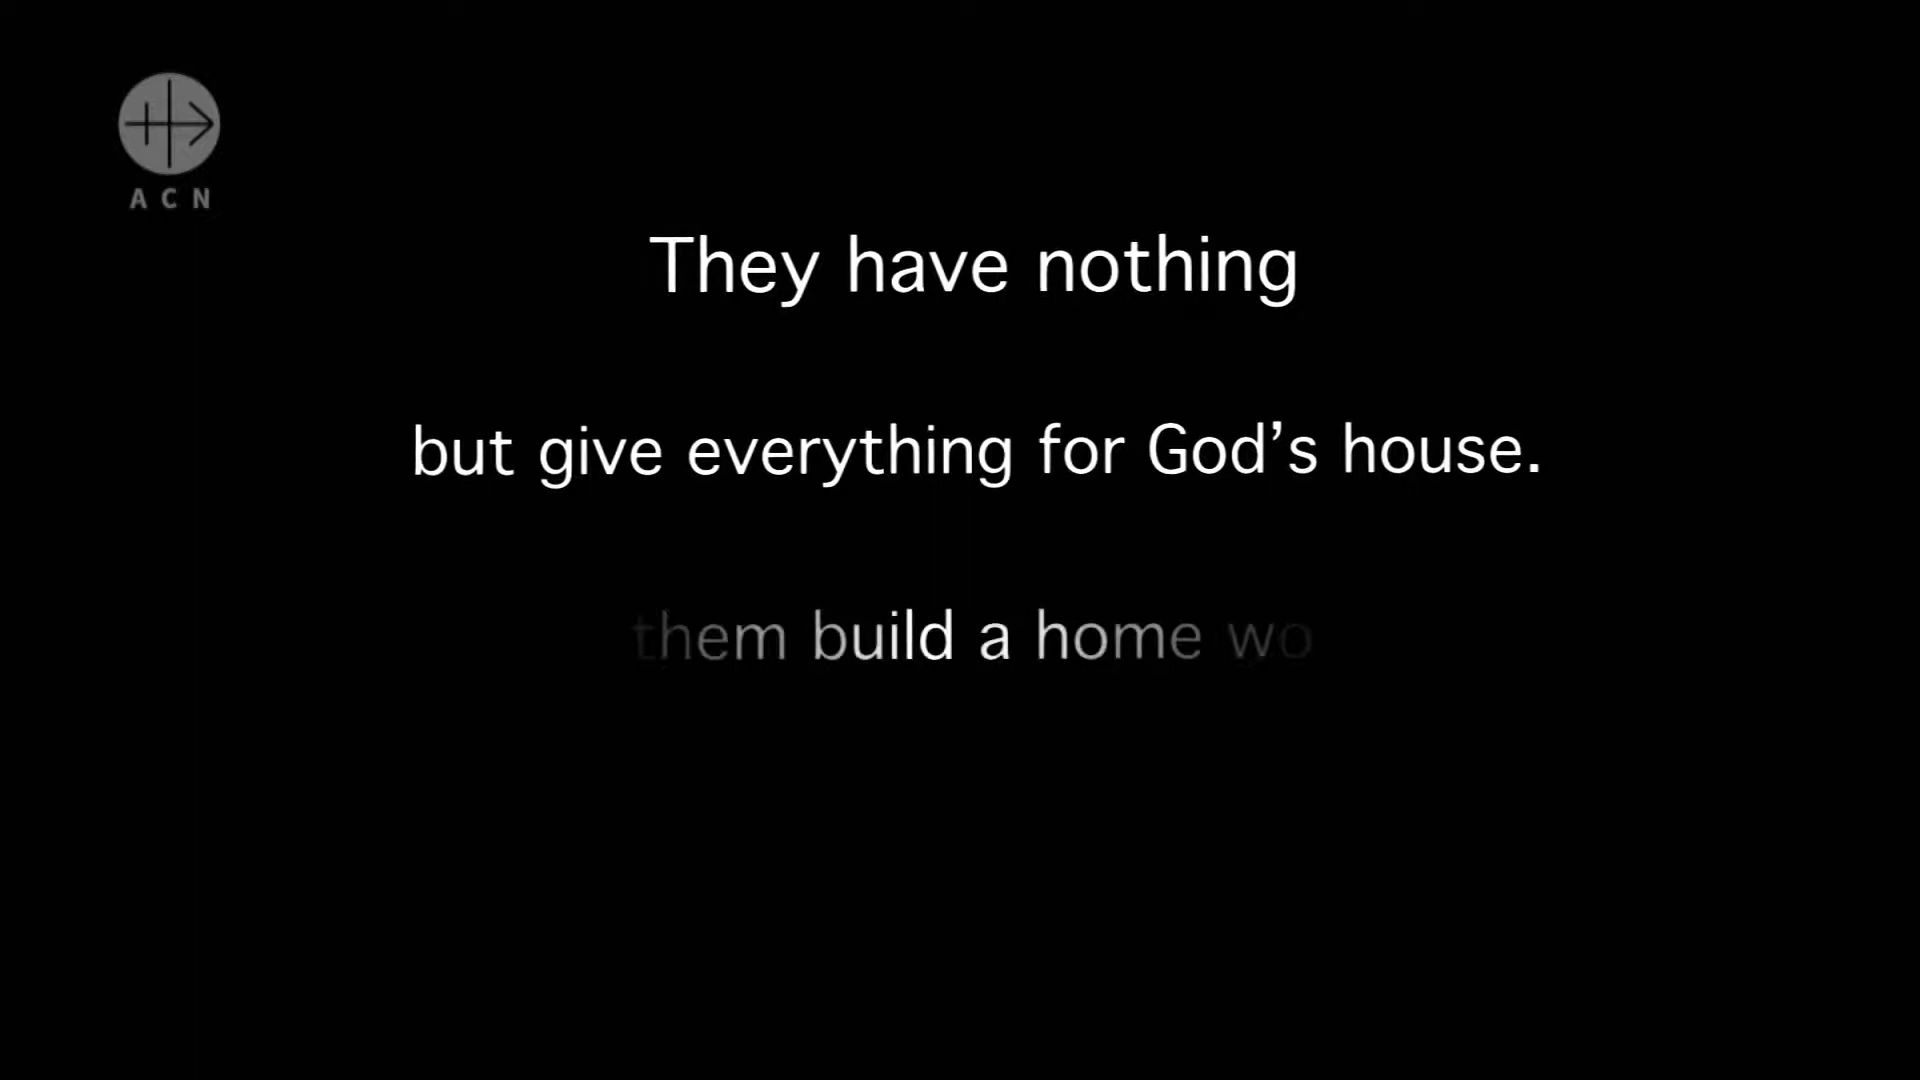 ACN
They have nothing
but give everything for God’s house.
them build a home